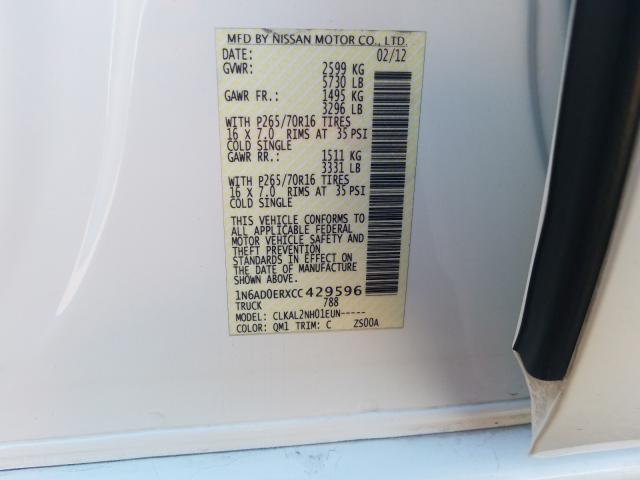 MFD BY NISSAN MOTOR CO., LTD.
DATE: 02/12
GVWR: 2599 KG
5730 LB
GAWR FR.: 1495 KG
3296 LB
WITH P265/70R16 TIRES
16 X 7.0 RIMS AT 35 PSI
COLD SINGLE
GAWR RR.: 1511 KG
3331 LB
WITH P265/70R16 TIRES
16 X 7.0 RIMS AT 35 PSI
COLD SINGLE
THIS VEHICLE CONFORMS TO
ALL APPLICABLE FEDERAL
MOTOR VEHICLE SAFETY AND
THEFT PREVENTION
STANDARDS IN EFFECT ON
THE DATE OF MANUFACTURE
SHOWN ABOVE.
1N6AD0ERXCC429596
TRUCK 788
MODEL: CLKAL2NH01EUN-----
COLOR: QM1 TRIM: C ZS00A